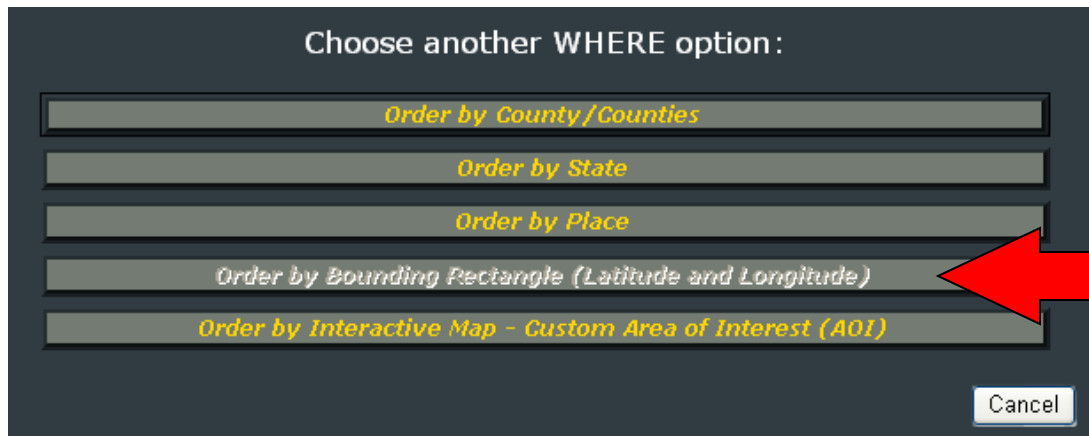 Choose another WHERE option:
Order by County/Counties
Order by State
Order by Place
Order by Bounding Rectangle (Latitude and Longitude)
Order by Interactive Map - Custom Area of Interest (AOI)
Cancel